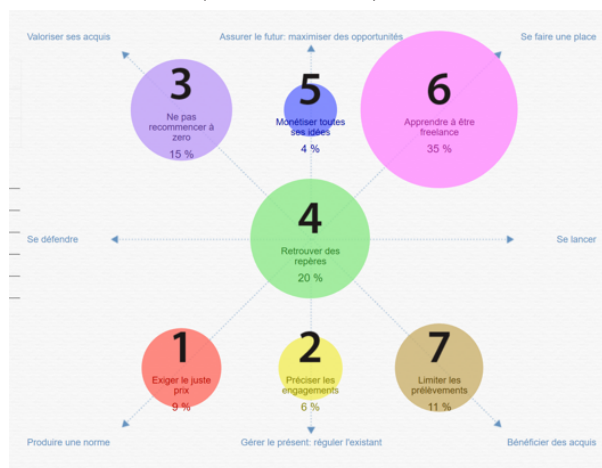 Valoriser ses acquis
Assurer le futur: maximiser des opportunités
Se faire une place
3
Ne pas
recommencer à
zero
15 %
5
Monétiser toutes
ses idées
4 %
6
Apprendre à être
freelance
35 %
Se défendre
4
Retrouver des
repères
20 %
Se lancer
1
Exiger le juste
prix
9 %
2
Préciser les
engagements
6 %
7
Limiter les
prélèvements
11 %
Produire une norme
Gérer le présent: réguler l'existant
Bénéficier des acquis